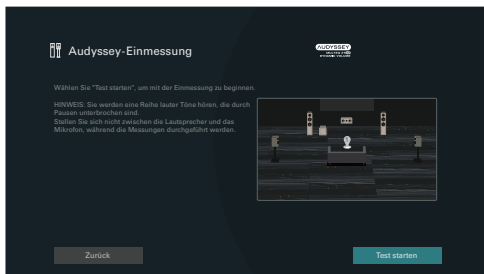 Audyssey-Einmessung
AUDYSSEY
Wählen Sie "Test starten", um mit der Einmessung zu beginnen.
HINWEIS: Sie werden eine Reihe lauter Töne hören, die durch
Pausen unterbrochen sind.
Stellen Sie sich nicht zwischen die Lautsprecher und das
Mikrofon, während die Messungen durchgeführt werden.
Zurück
Test starten